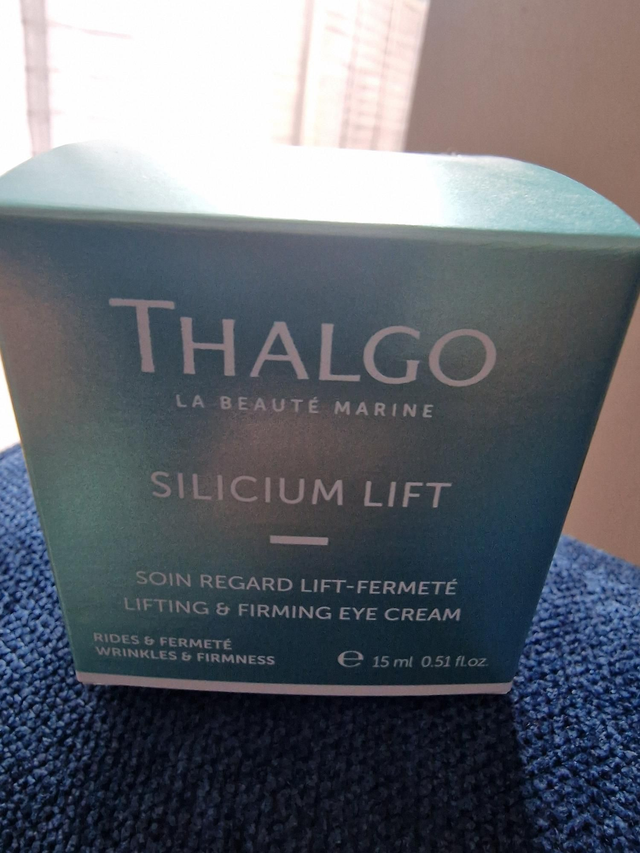 THALGO
LA BEAUTÉ MARINE
SILICIUM LIFT
SOIN REGARD LIFT-FERMETÉ
LIFTING & FIRMING EYE CREAM
RIDES & FERMETÉ
WRINKLES & FIRMNESS
℮ 15 ml 0.51 fl.oz.